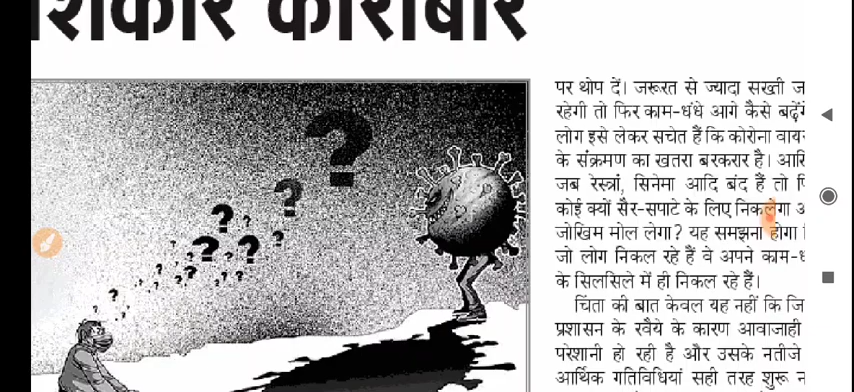 शिकार कारोबार
पर थोप दें। जरूरत से ज्यादा सख्ती
रहेगी तो फिर काम-धंधे आगे कैसे
लोग इसे लेकर सचेत हैं कि कोरोना
के संक्रमण का खतरा बरकरार है।
जब रेस्त्रां, सिनेमा आदि बंद हैं तो
कोई क्यों सैर-सपाटे के लिए निकलेगा
जोखिम मोल लेगा? यह समझना होगा
जो लोग निकल रहे हैं वे अपने
के सिलसिले में ही निकल रहे हैं।
चिंता की बात केवल यह नहीं कि
प्रशासन के रवैये के कारण आवाजाही
परेशानी हो रही है और उसके नतीजे
आर्थिक गतिविधियां सही तरह शुरू
? ? ? ? ? ? ? ? ? ?